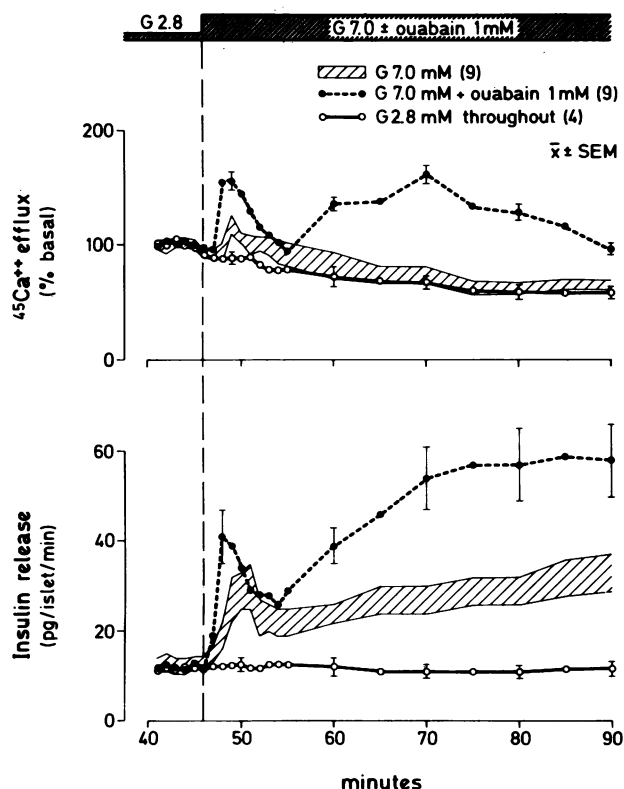 G 2.8 G 7.0 ± ouabain 1mM
G 7.0 mM (9)
G 7.0 mM + ouabain 1mM (9)
G 2.8 mM throughout (4)
x̄ ± SEM
200
100
0
45Ca++ efflux
(% basal)
60
40
20
0
Insulin release
(pg/islet/min)
40 50 60 70 80 90
minutes